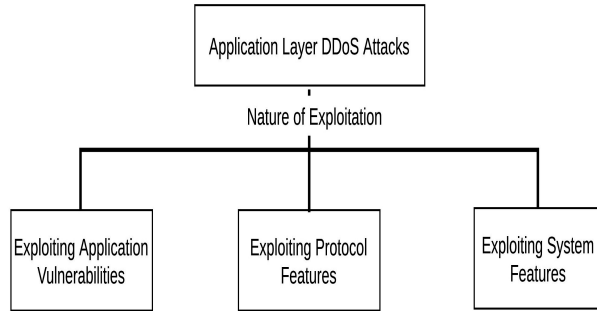 Application Layer DDoS Attacks
Nature of Exploitation
Exploiting Application
Vulnerabilities
Exploiting Protocol
Features
Exploiting System
Features